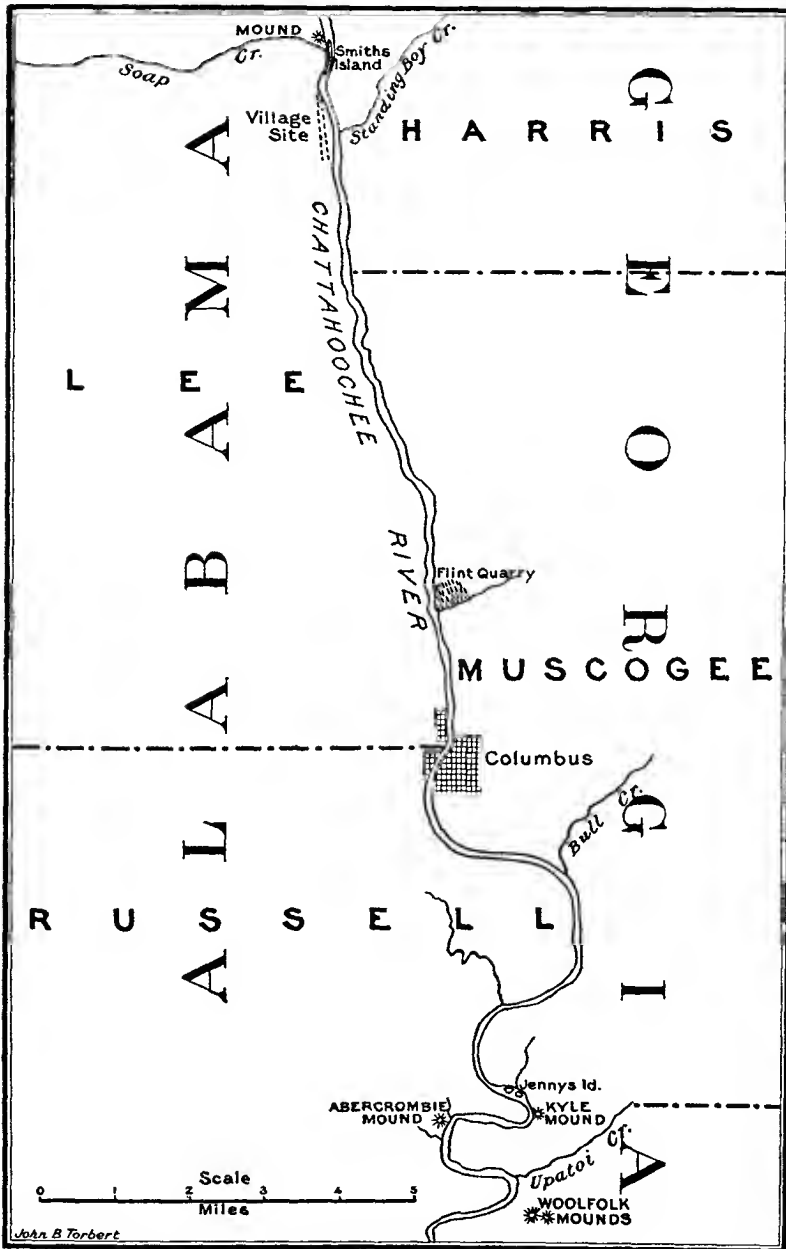 MOUND
Smiths
Island
Soap Cr.
Standing Boy Cr.
Village
Site
HARRIS
GEORGIA
ALABAMA
CHATTAHOOCHEE
RIVER
LEE
Flint Quarry
MUSCOGEE
Columbus
Bull Cr.
RUSSELL
Jennys Id.
ABERCROMBIE
MOUND
KYLE
MOUND
Upatoi Cr.
WOOLFOLK
MOUNDS
Scale
0 1 2 3 4 5
Miles
John B Torbert